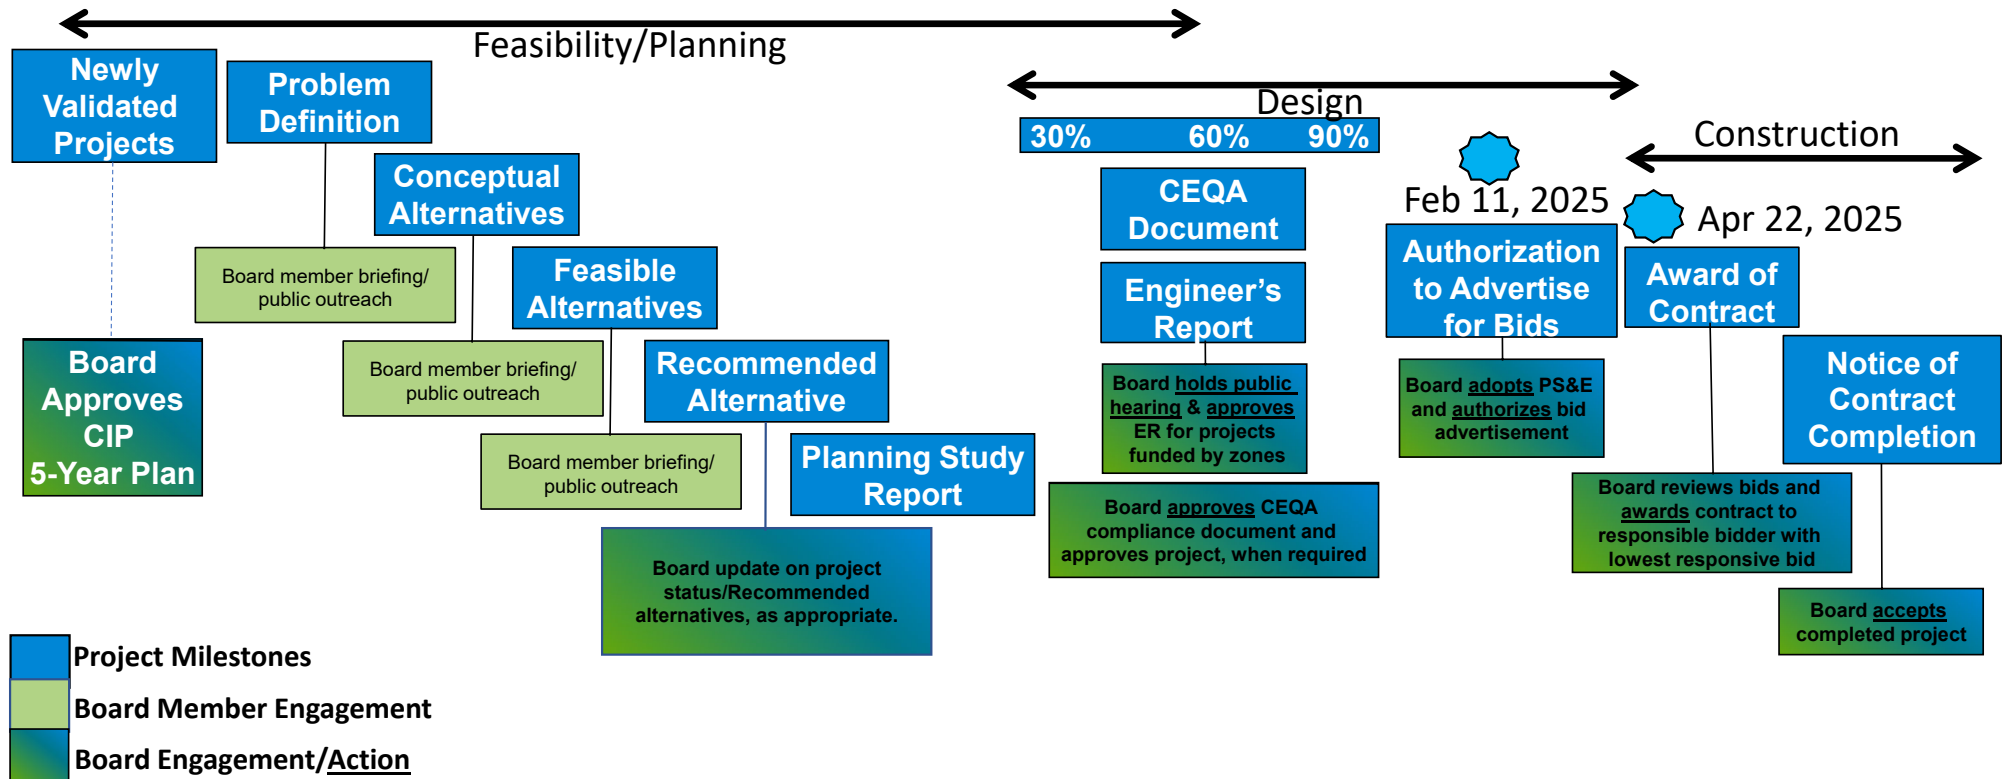 Feasibility/Planning
Newly
Validated
Projects
Board
Approves
CIP
5-Year Plan
Problem
Definition
Board member briefing/
public outreach
Conceptual
Alternatives
Board member briefing/
public outreach
Feasible
Alternatives
Board member briefing/
public outreach
Recommended
Alternative
Board update on project
status/Recommended
alternatives, as appropriate.
Planning Study
Report
Design
30% 60% 90%
CEQA
Document
Engineer’s
Report
Board holds public
hearing & approves
ER for projects
funded by zones
Board approves CEQA
compliance document and
approves project, when required
Feb 11, 2025
Authorization
to Advertise
for Bids
Board adopts PS&E
and authorizes bid
advertisement
Construction
Apr 22, 2025
Award of
Contract
Board reviews bids and
awards contract to
responsible bidder with
lowest responsive bid
Notice of
Contract
Completion
Board accepts
completed project
Project Milestones
Board Member Engagement
Board Engagement/Action